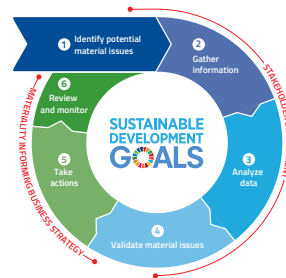 1 Identify potential
material issues
2
Gather
information
3
Analyze
data
4
Validate material issues
5
Take
actions
6
Review
and monitor
SUSTAINABLE
DEVELOPMENT
GOALS
MATERIALITY INFORMING BUSINESS STRATEGY